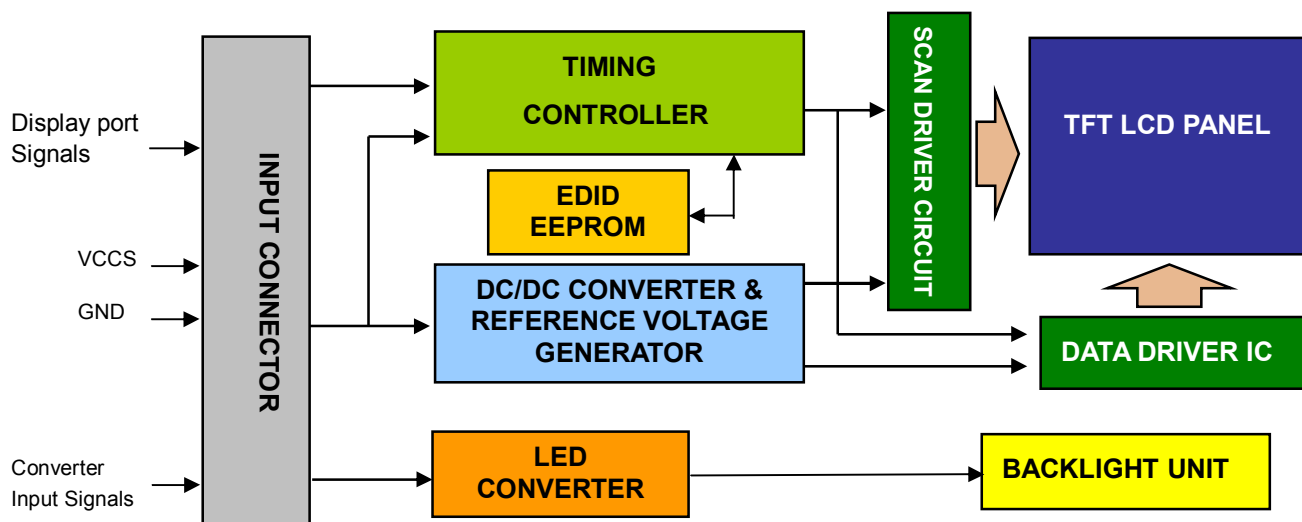 Display port
Signals
VCCS
GND
Converter
Input Signals
INPUT CONNECTOR
TIMING
CONTROLLER
EDID
EEPROM
DC/DC CONVERTER &
REFERENCE VOLTAGE
GENERATOR
LED
CONVERTER
SCAN DRIVER CIRCUIT
TFT LCD PANEL
DATA DRIVER IC
BACKLIGHT UNIT